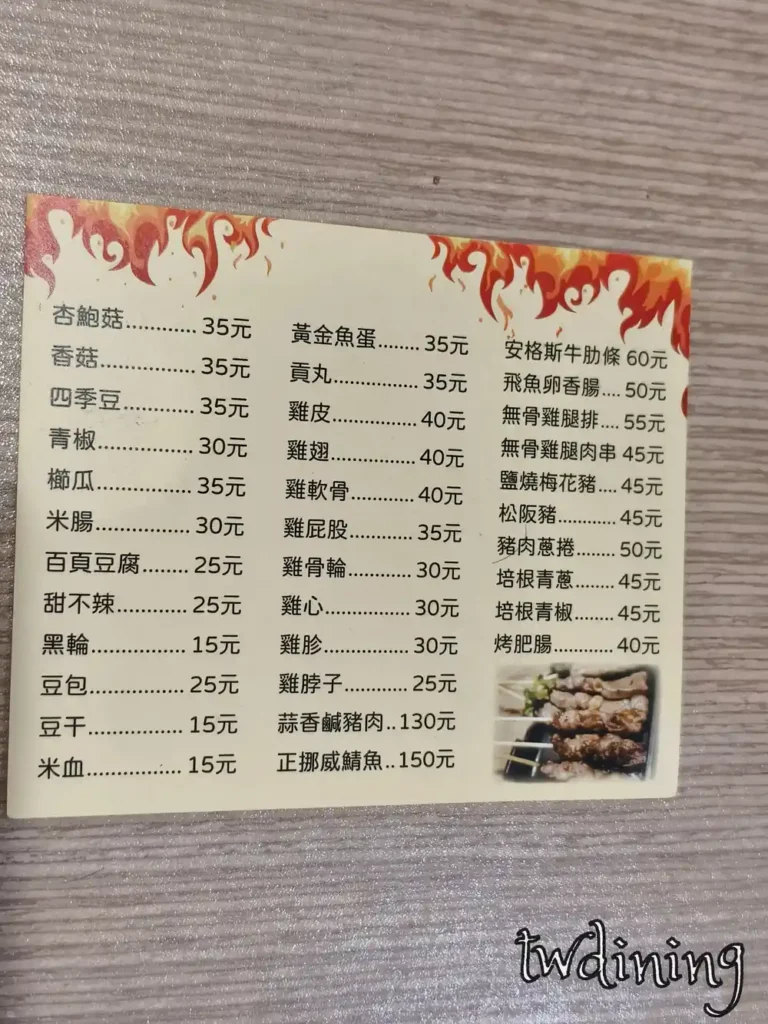 杏鮑菇............ 35元
香菇................ 35元
四季豆............. 35元
青椒................. 30元
櫛瓜................ 35元
米腸................ 30元
百頁豆腐........ 25元
甜不辣............ 25元
黑輪................ 15元
豆包................ 25元
豆干................ 15元
米血................ 15元
黃金魚蛋....... 35元
貢丸.............. 35元
雞皮.............. 40元
雞翅.............. 40元
雞軟骨........... 40元
雞屁股........... 35元
雞骨輪........... 30元
雞心.............. 30元
雞胗.............. 30元
雞脖子........... 25元
蒜香鹹豬肉..130元
正挪威鯖魚..150元
安格斯牛肋條 60元
飛魚卵香腸.... 50元
無骨雞腿排.... 55元
無骨雞腿肉串 45元
鹽燒梅花豬.... 45元
松阪豬............ 45元
豬肉蔥捲........ 50元
培根青蔥........ 45元
培根青椒........ 45元
烤肥腸............ 40元
twdining